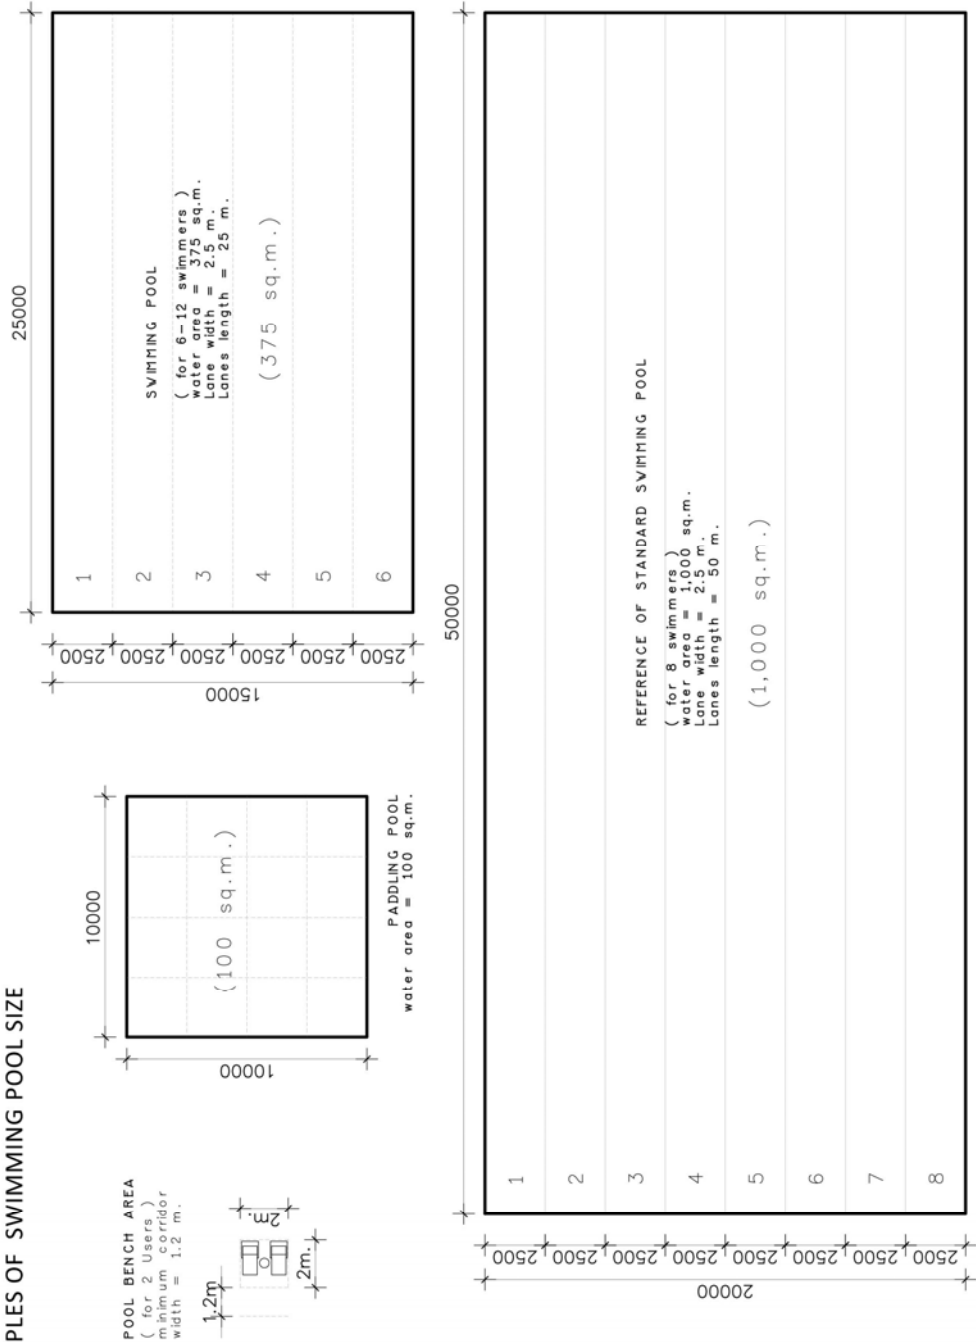 PLES OF SWIMMING POOL SIZE
POOL BENCH AREA
( for 2 Users )
minimum corridor
width = 1.2 m.
1.2m
2m.
2m.
10000
10000
(100 sq.m.)
PADDLING POOL
water area = 100 sq.m.
25000
15000
2500
2500
2500
2500
2500
2500
1
2
3
4
5
6
SWIMMING POOL
( for 6-12 swimmers )
water area = 375 sq.m.
Lane width = 2.5 m.
Lanes length = 25 m.
(375 sq.m.)
50000
20000
2500
2500
2500
2500
2500
2500
2500
2500
1
2
3
4
5
6
7
8
REFERENCE OF STANDARD SWIMMING POOL
( for 8 swimmers )
water area = 1,000 sq.m.
Lane width = 2.5 m.
Lanes length = 50 m.
(1,000 sq.m.)